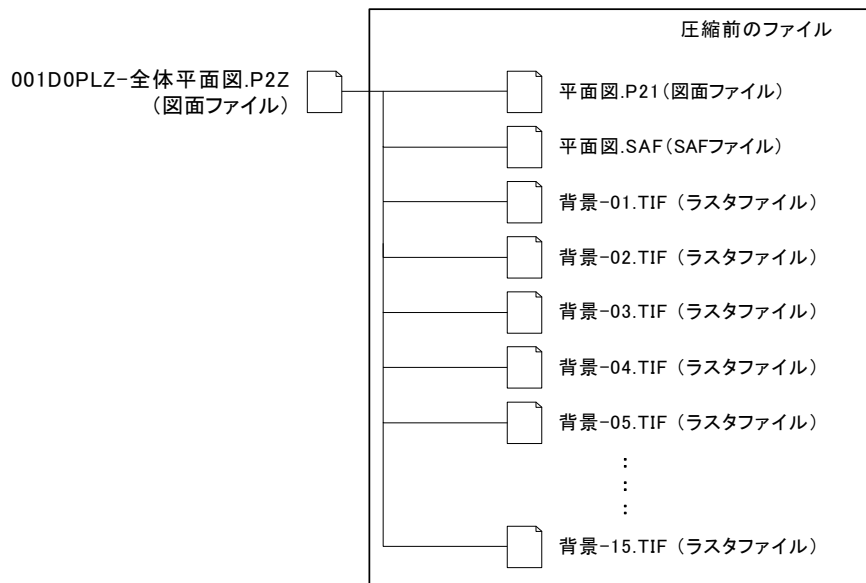 圧縮前のファイル
001D0PLZ-全体平面図.P2Z
（図面ファイル）
平面図.P21（図面ファイル）
平面図.SAF（SAFファイル）
背景-01.TIF （ラスタファイル）
背景-02.TIF （ラスタファイル）
背景-03.TIF （ラスタファイル）
背景-04.TIF （ラスタファイル）
背景-05.TIF （ラスタファイル）
：
：
：
背景-15.TIF （ラスタファイル）